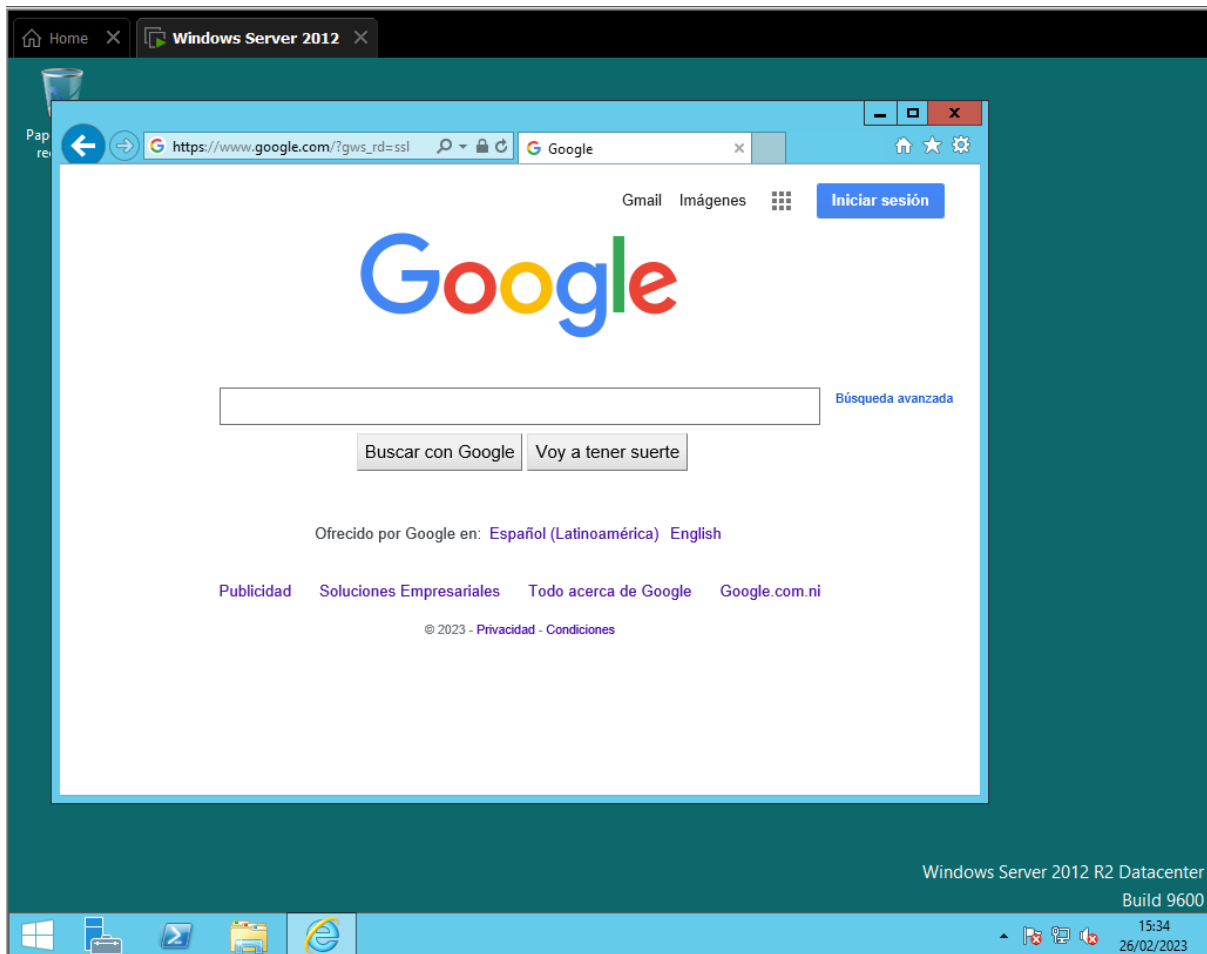 Home
Windows Server 2012
Pap
re
https://www.google.com/?gws_rd=ssl
Google
Gmail Imágenes
Iniciar sesión
Google
Búsqueda avanzada
Buscar con Google Voy a tener suerte
Ofrecido por Google en: Español (Latinoamérica) English
Publicidad Soluciones Empresariales Todo acerca de Google Google.com.ni
© 2023 - Privacidad - Condiciones
Windows Server 2012 R2 Datacenter
Build 9600
15:34
26/02/2023